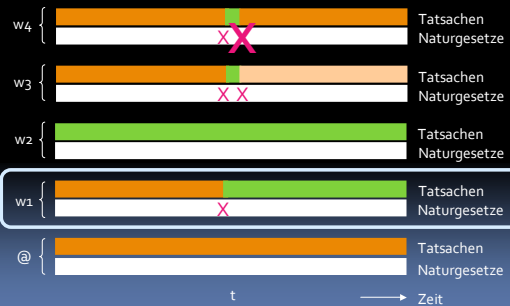 w4 { Tatsachen
X X Naturgesetze
w3 { Tatsachen
X X Naturgesetze
w2 { Tatsachen
Naturgesetze
w1 { Tatsachen
X Naturgesetze
@ { Tatsachen
Naturgesetze
t Zeit